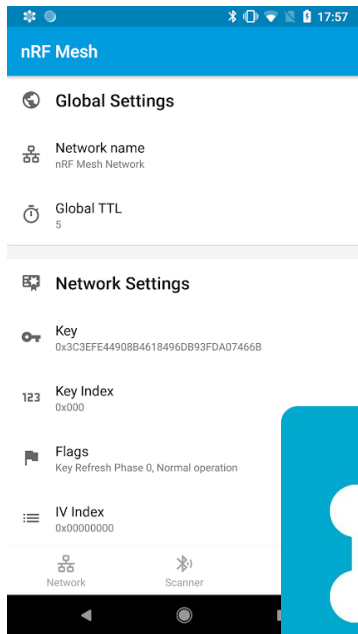 17:57
nRF Mesh
Global Settings
Network name
nRF Mesh Network
Global TTL
5
Network Settings
Key
0x3C3EFE44908B4618496DB93FDA07466B
123
Key Index
0x000
Flags
Key Refresh Phase 0, Normal operation
IV Index
0x00000000
Network
Scanner